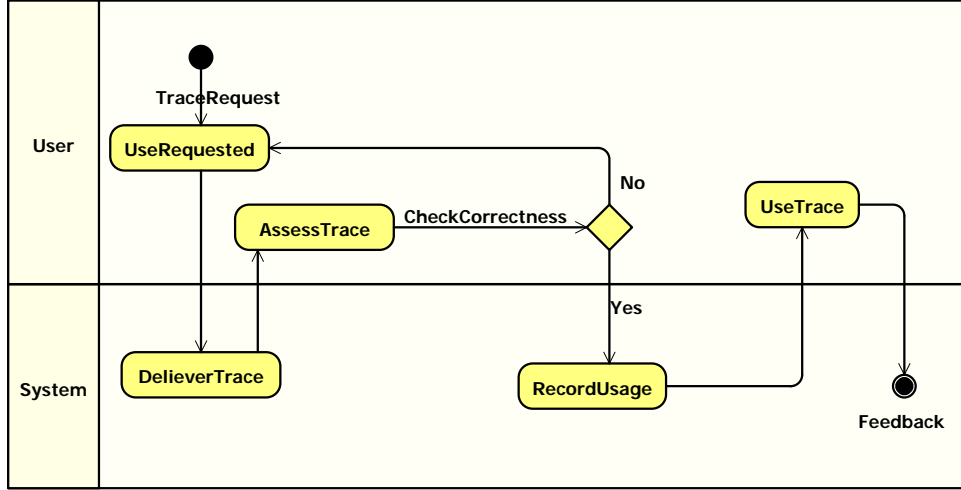 TraceRequest
User
UseRequested
No
UseTrace
AssessTrace
CheckCorrectness
Yes
System
DelieverTrace
RecordUsage
Feedback